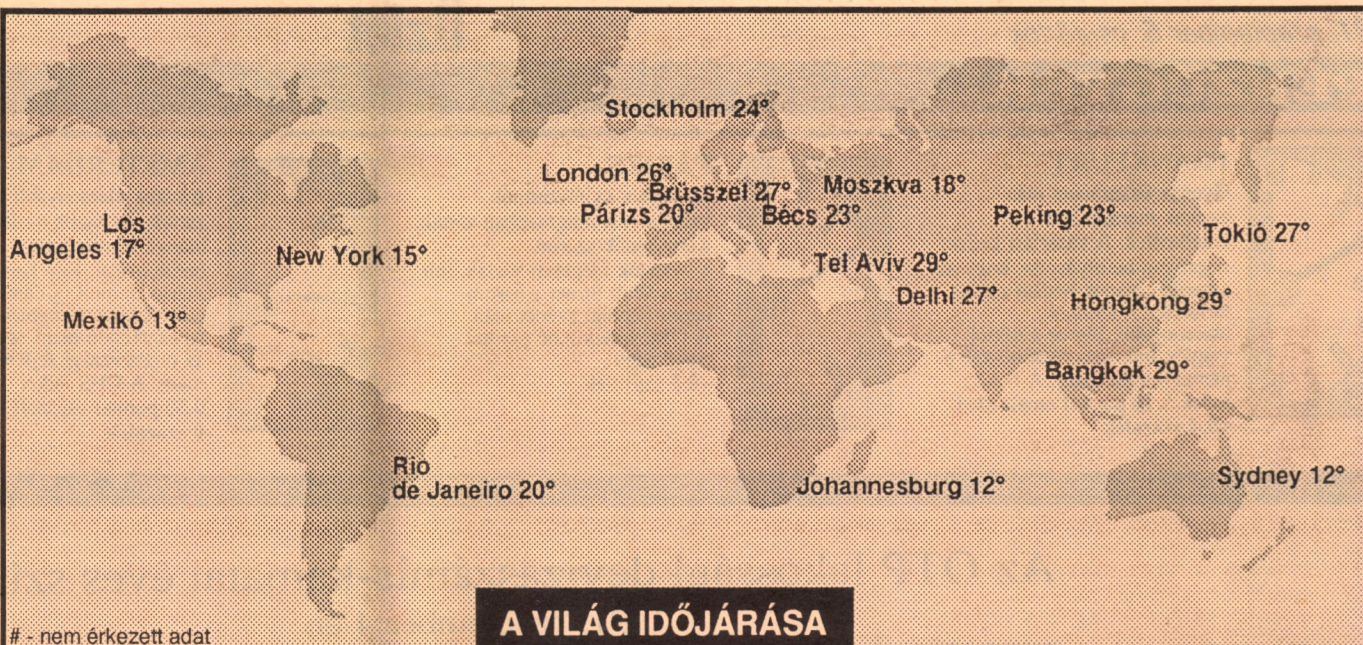 Stockholm 24°
London 26°
Brüsszel 27°
Moszkva 18°
Párizs 20°
Bécs 23°
Peking 23°
Los
Angeles 17°
New York 15°
Tokió 27°
Tel Aviv 29°
Delhi 27°
Hongkong 29°
Mexikó 13°
Bangkok 29°
Rio
de Janeiro 20°
Johannesburg 12°
Sydney 12°
A VILÁG IDŐJÁRÁSA
# - nem érkezett adat